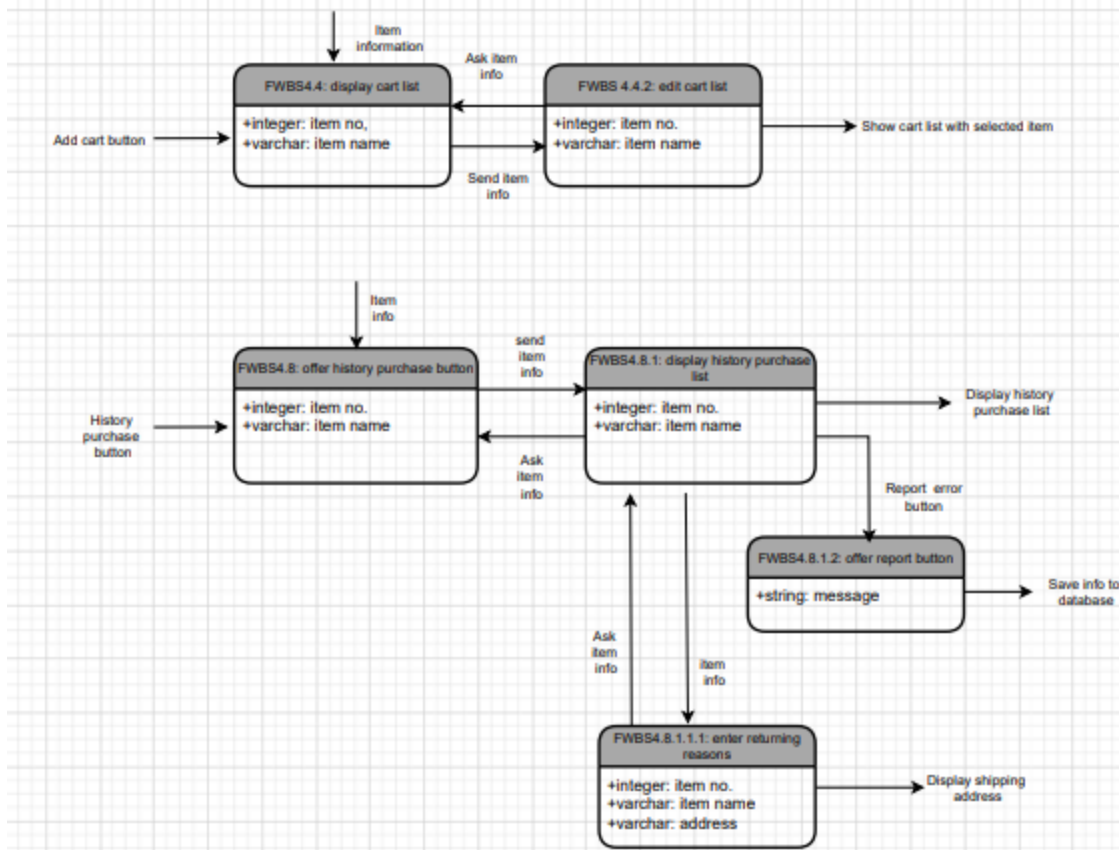 Item
information
Ask item
info
FWBS4.4: display cart list
FWBS 4.4.2: edit cart list
+integer: item no,
+varchar: item name
+integer: item no.
+varchar: item name
Add cart button
Show cart list with selected item
Send item
info
Item
info
send
item
info
FWBS4.8: offer history purchase button
FWBS4.8.1: display history purchase
list
+integer: item no.
+varchar: item name
+integer: item no.
+varchar: item name
Display history
purchase list
History
purchase
button
Ask
item
info
Report error
button
FWBS4.8.1.2: offer report button
+string: message
Save info to
database
Ask
item
info
item
info
FWBS4.8.1.1.1: enter returning
reasons
+integer: item no.
+varchar: item name
+varchar: address
Display shipping
address